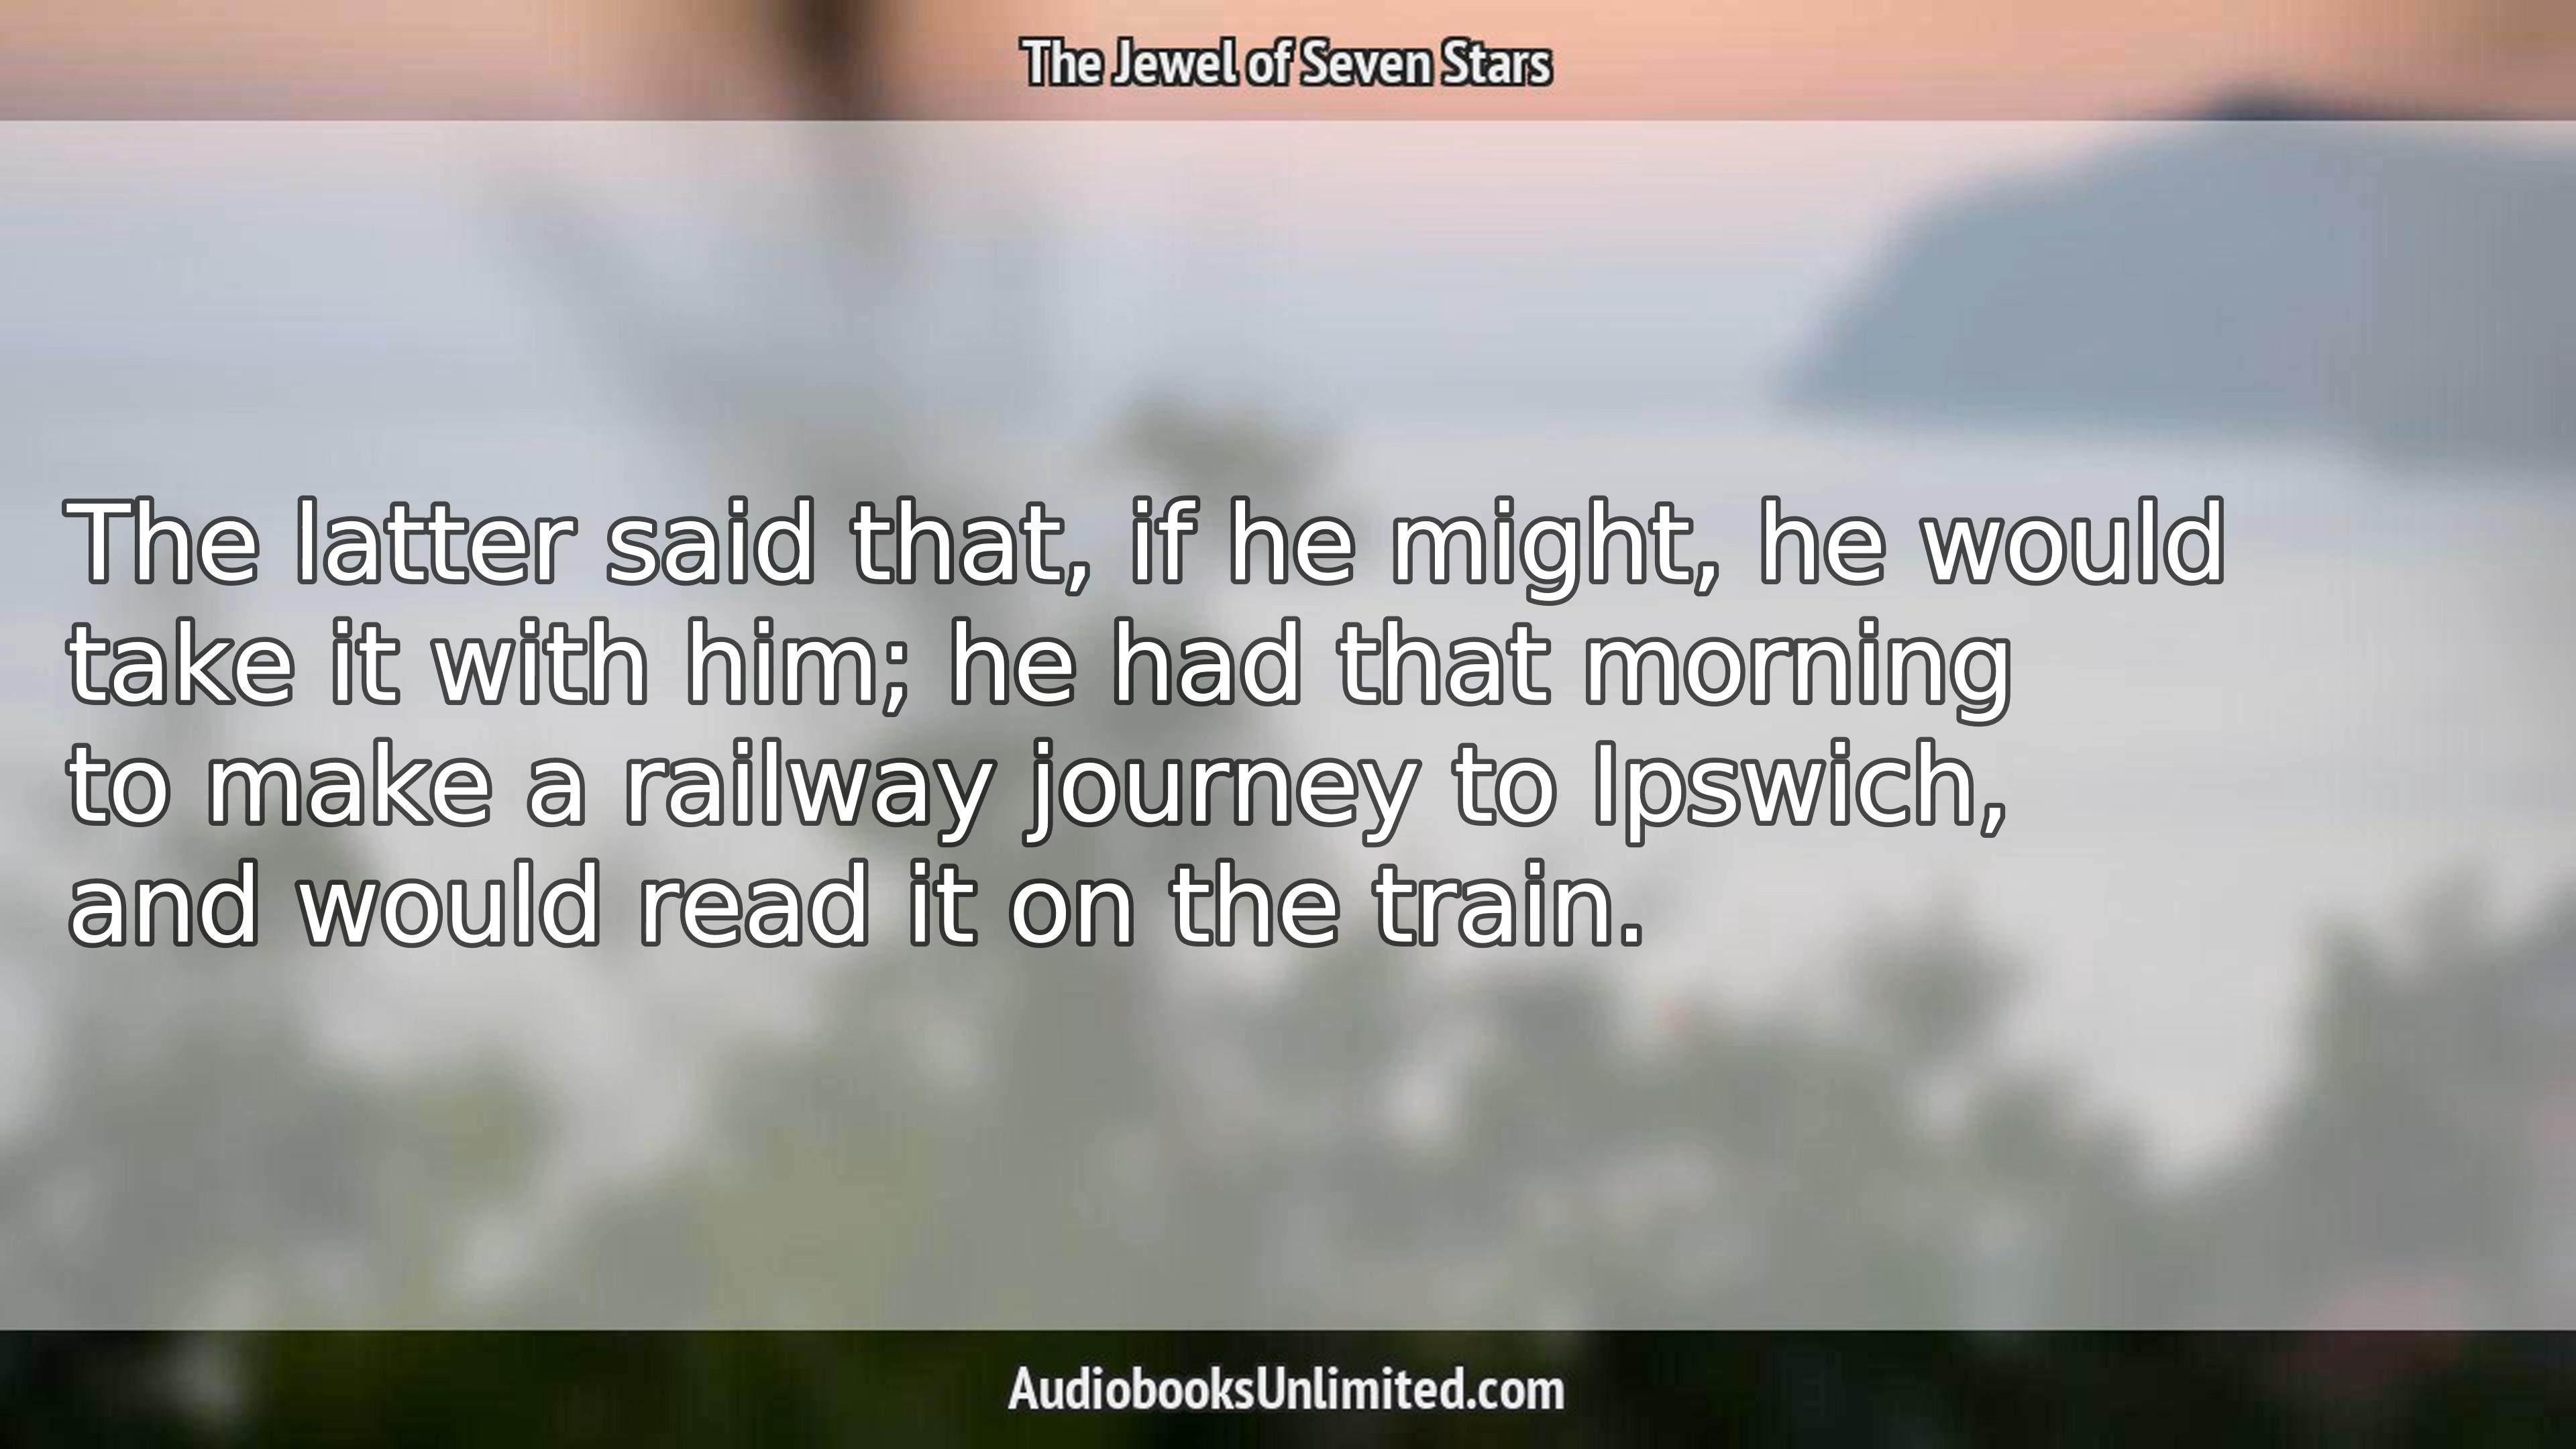 The Jewel of Seven Stars
The latter said that, if he might, he would
take it with him; he had that morning
to make a railway journey to Ipswich,
and would read it on the train.
AudiobooksUnlimited.com